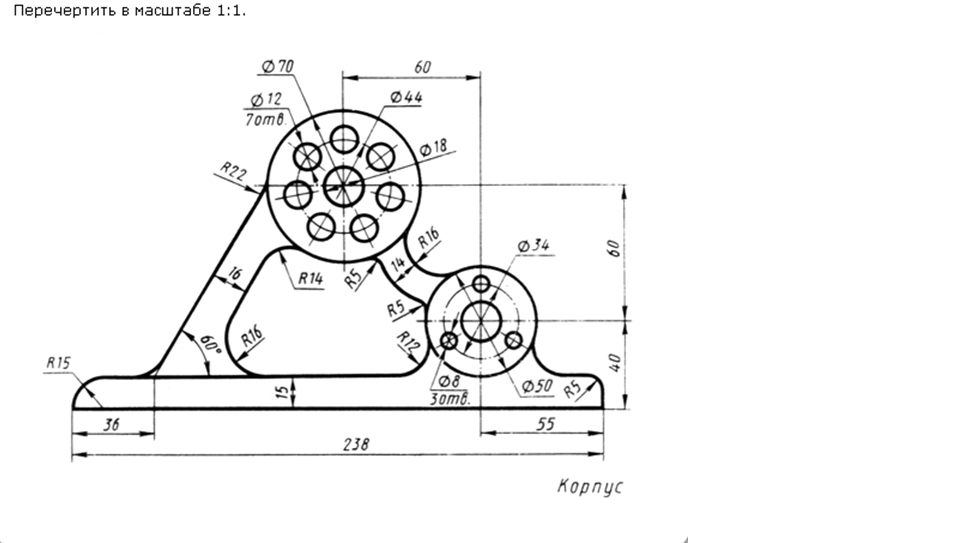 Перечертить в масштабе 1:1.
Ø70
60
Ø12
7отв.
Ø44
Ø18
R22
R16
Ø34
60
16
R14
R5
14
R5
60°
R16
R12
R15
15
Ø8
3отв.
Ø50
R5
40
36
55
238
Корпус